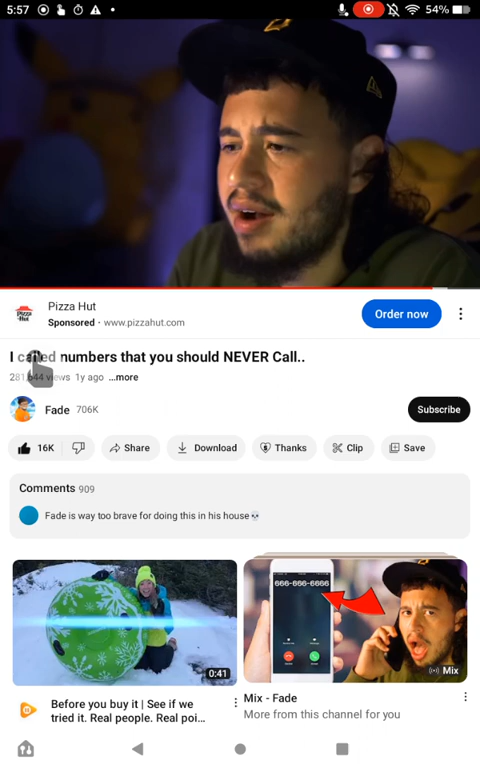 5:57
54%
Pizza Hut
Pizza Hut
Sponsored • www.pizzahut.com
Order now
I called numbers that you should NEVER Call..
281,644 views 1y ago ...more
Fade 706K
Subscribe
16K
Share
Download
Thanks
Clip
Save
Comments 909
Fade is way too brave for doing this in his house💀
0:41
666-666-6666
Mix
Before you buy it | See if we
tried it. Real people. Real poi...
Mix - Fade
More from this channel for you